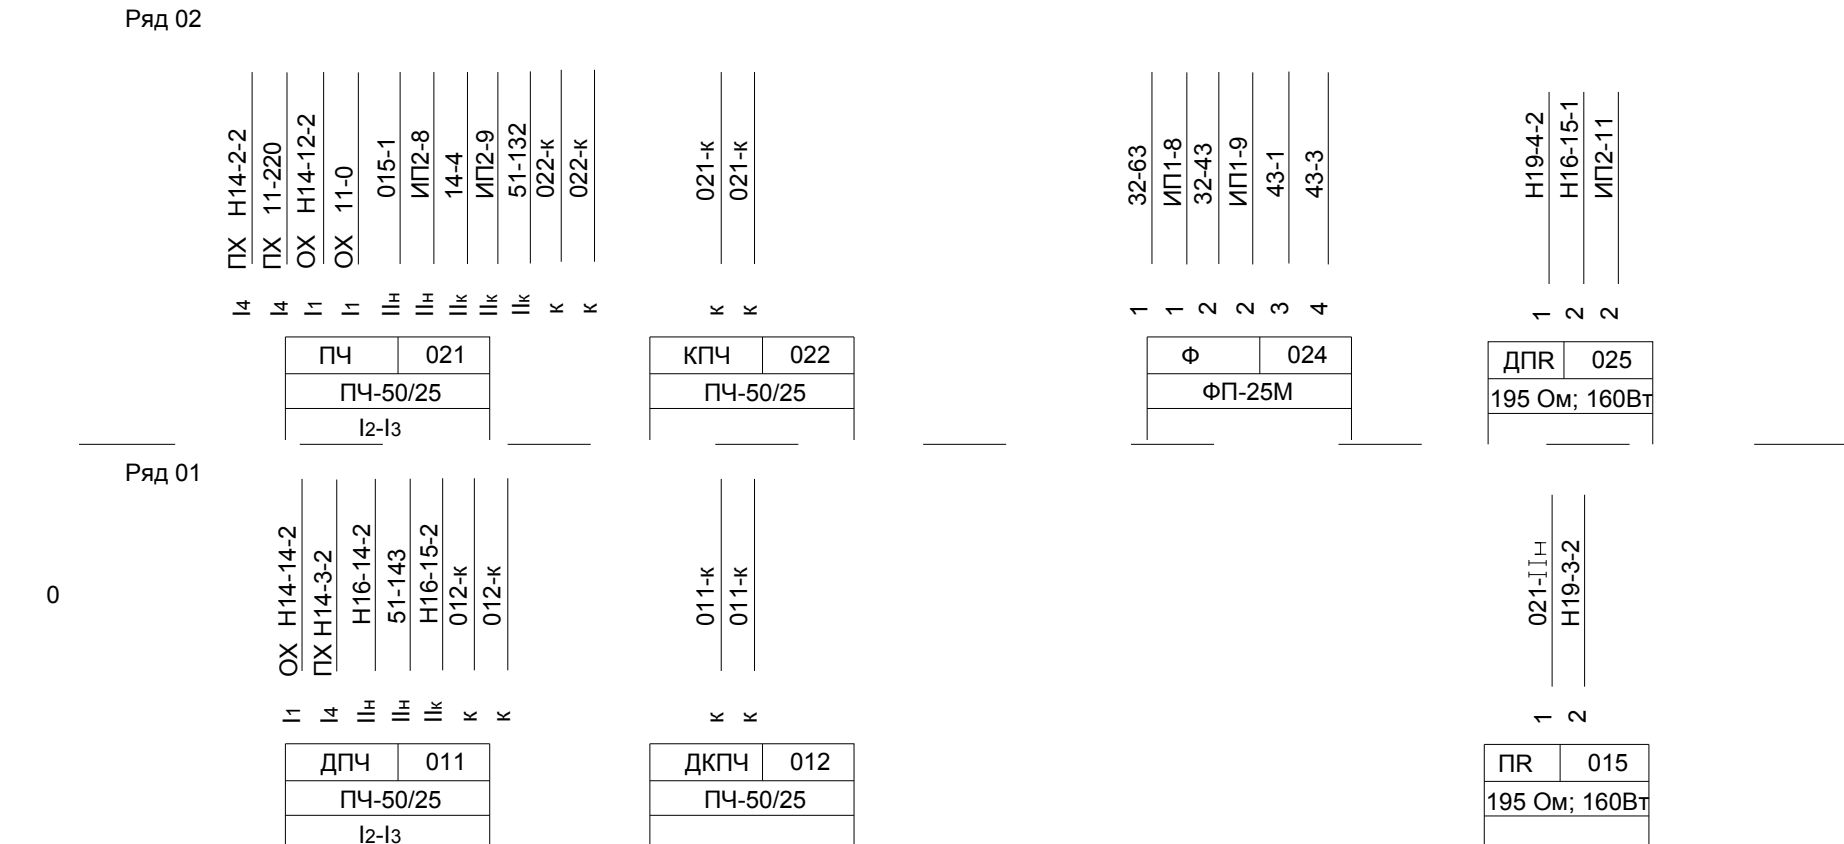 Ряд 02
ПХ Н14-2-2
ПХ 11-220
ОХ Н14-12-2
ОХ 11-0
015-1
ИП2-8
14-4
ИП2-9
51-132
022-к
022-к
021-к
021-к
32-63
ИП1-8
32-43
ИП1-9
43-1
43-3
Н19-4-2
Н16-15-1
ИП2-11
I4 I4 I1 I1 IIн IIн IIк IIк IIк к к
к к
1 1 2 2 3 4
1 2 2
ПЧ 021
ПЧ-50/25
I2-I3
КПЧ 022
ПЧ-50/25
Ф 024
ФП-25М
ДПR 025
195 Ом; 160Вт
Ряд 01
0
ОХ Н14-14-2
ПХ Н14-3-2
Н16-14-2
51-143
Н16-15-2
012-к
012-к
011-к
011-к
021-IIн
Н19-3-2
I1 I4 IIн IIн IIк к к
к к
1 2
ДПЧ 011
ПЧ-50/25
I2-I3
ДКПЧ 012
ПЧ-50/25
ПR 015
195 Ом; 160Вт